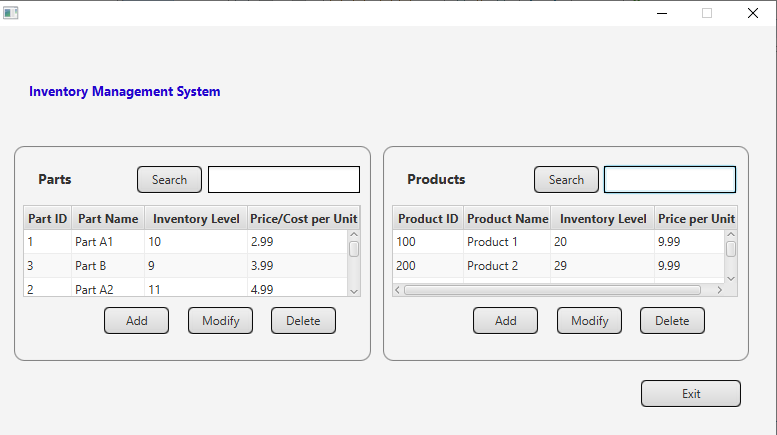 Inventory Management System
Parts Search
Part ID Part Name Inventory Level Price/Cost per Unit
1 Part A1 10 2.99
3 Part B 9 3.99
2 Part A2 11 4.99
Add Modify Delete
Products Search
Product ID Product Name Inventory Level Price per Unit
100 Product 1 20 9.99
200 Product 2 29 9.99
Add Modify Delete
Exit